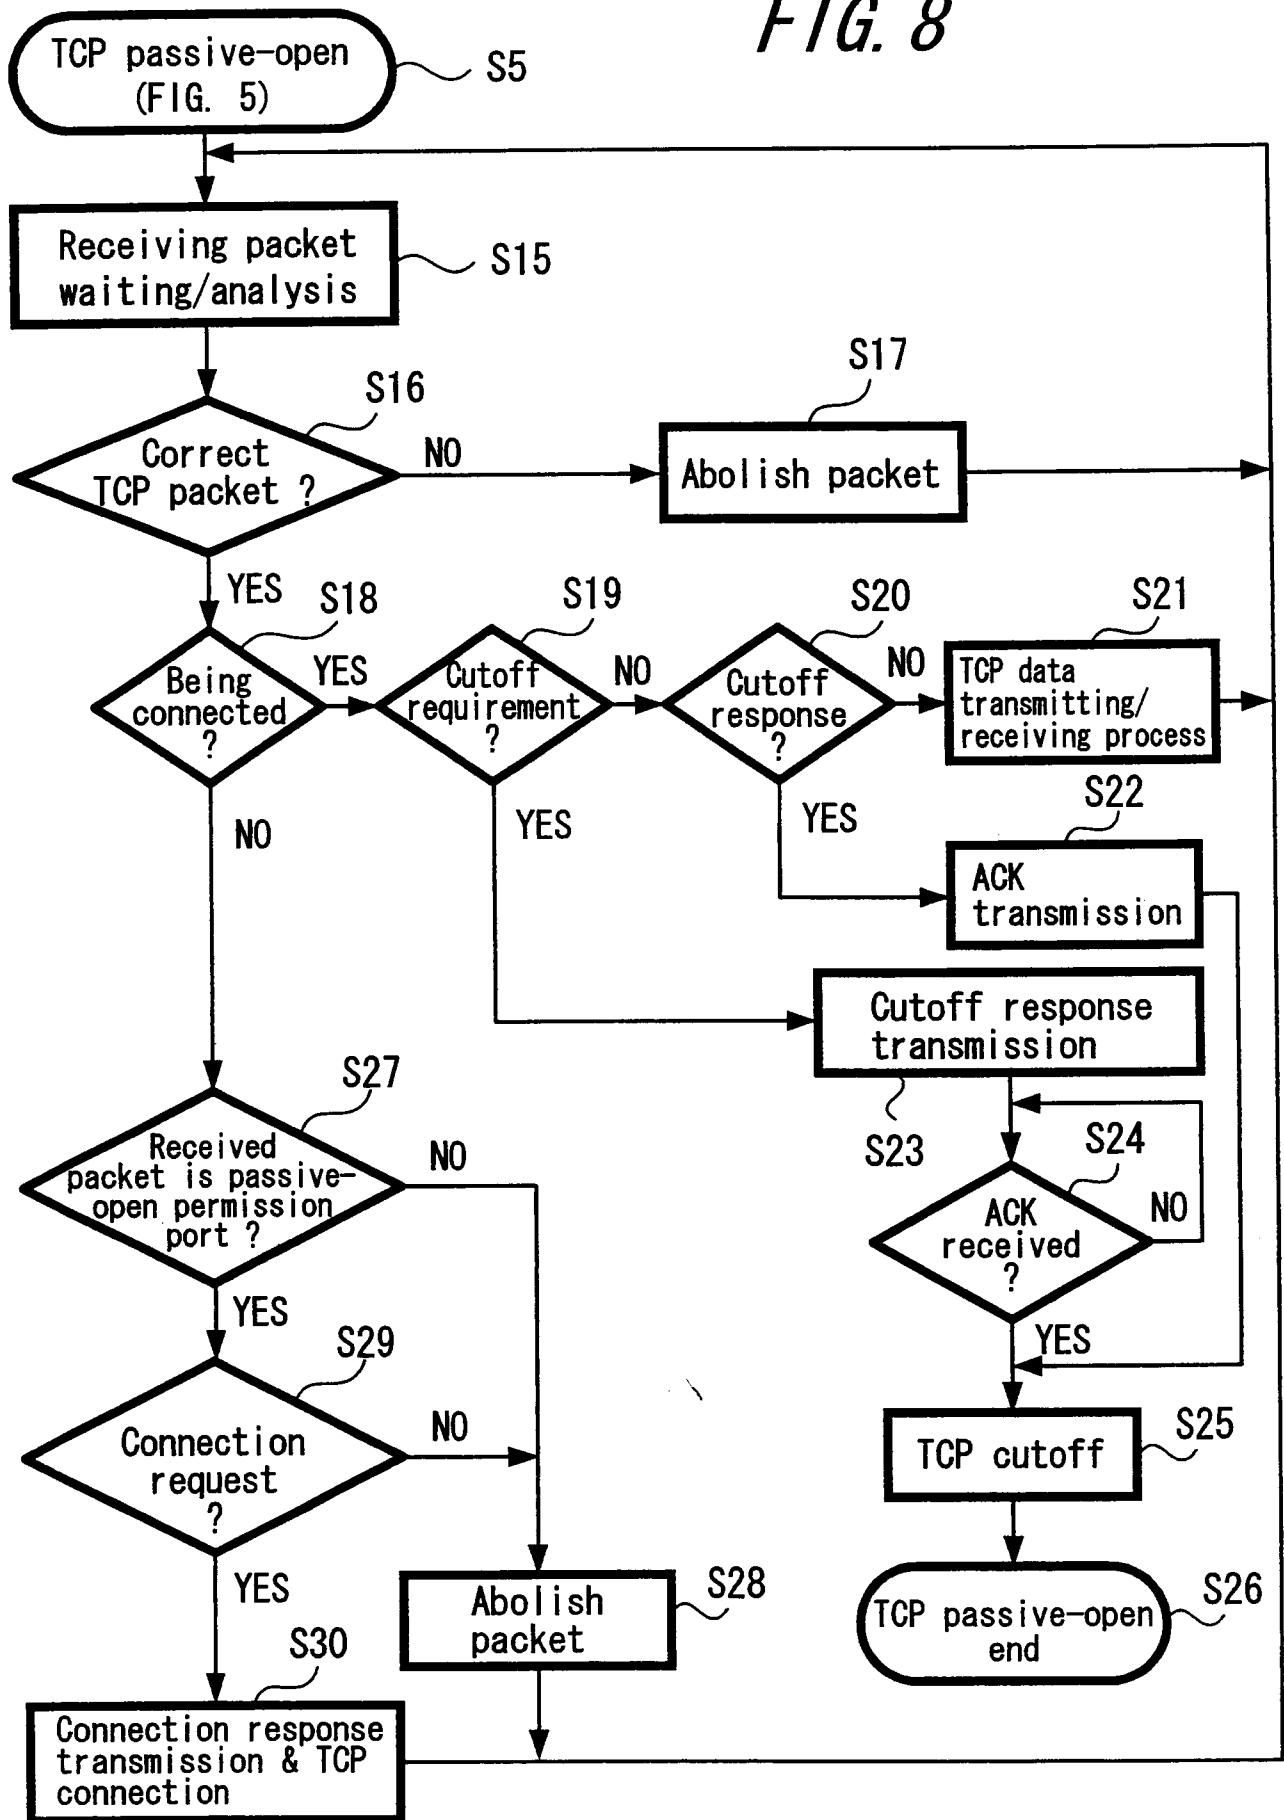 FIG. 8
TCP passive-open
(FIG. 5)
S5
Receiving packet
waiting/analysis
S15
S16
Correct
TCP packet ?
NO
S17
Abolish packet
YES
S18
Being
connected
?
YES
S19
Cutoff
requirement
?
NO
S20
Cutoff
response
?
NO
S21
TCP data
transmitting/
receiving process
NO
YES
YES
S22
ACK
transmission
Cutoff response
transmission
S23
S24
ACK
received
?
NO
YES
S27
Received
packet is passive-
open permission
port ?
NO
YES
S29
Connection
request
?
NO
YES
S25
TCP cutoff
S26
TCP passive-open
end
S28
Abolish
packet
S30
Connection response
transmission & TCP
connection